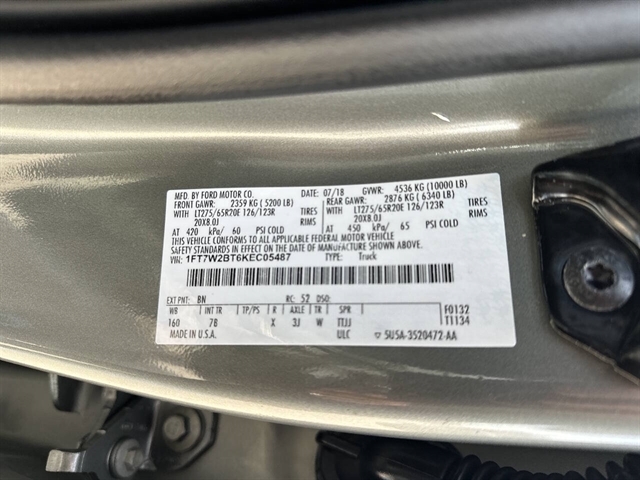 MFD. BY FORD MOTOR CO. 07/18 GVWR: 4536 KG (10000 LB)
FRONT GAWR: 2359 KG ( 5200 LB) REAR GAWR: 2876 KG ( 6340 LB)
WITH LT275/65R20E 126/123R TIRES WITH LT275/65R20E 126/123R TIRES
20X8.0J RIMS 20X8.0J RIMS
AT 420 kPa/ 60 PSI COLD AT 450 kPa/ 65 PSI COLD
THIS VEHICLE CONFORMS TO ALL APPLICABLE FEDERAL MOTOR VEHICLE
SAFETY AND THEFT PREVENTION STANDARDS IN EFFECT ON THE DATE OF MANUFACTURE SHOWN ABOVE.
VIN: 1FT7W2BT6KEC05487 TYPE: Truck
EXT PNT: BN RC: 52 DSO:
WB INT TR TP/PS R AXLE TR SPR F0132
160 78 X 3J W TTJJ T1134
MADE IN U.S.A. ULC 5U5A-3520472-AA